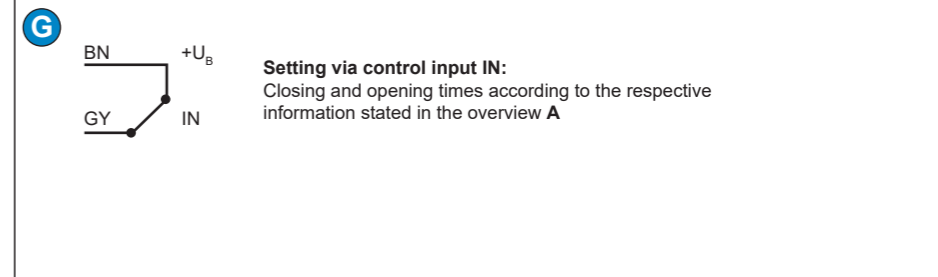 G
BN +U_B
Setting via control input IN:
Closing and opening times according to the respective
GY IN
information stated in the overview A